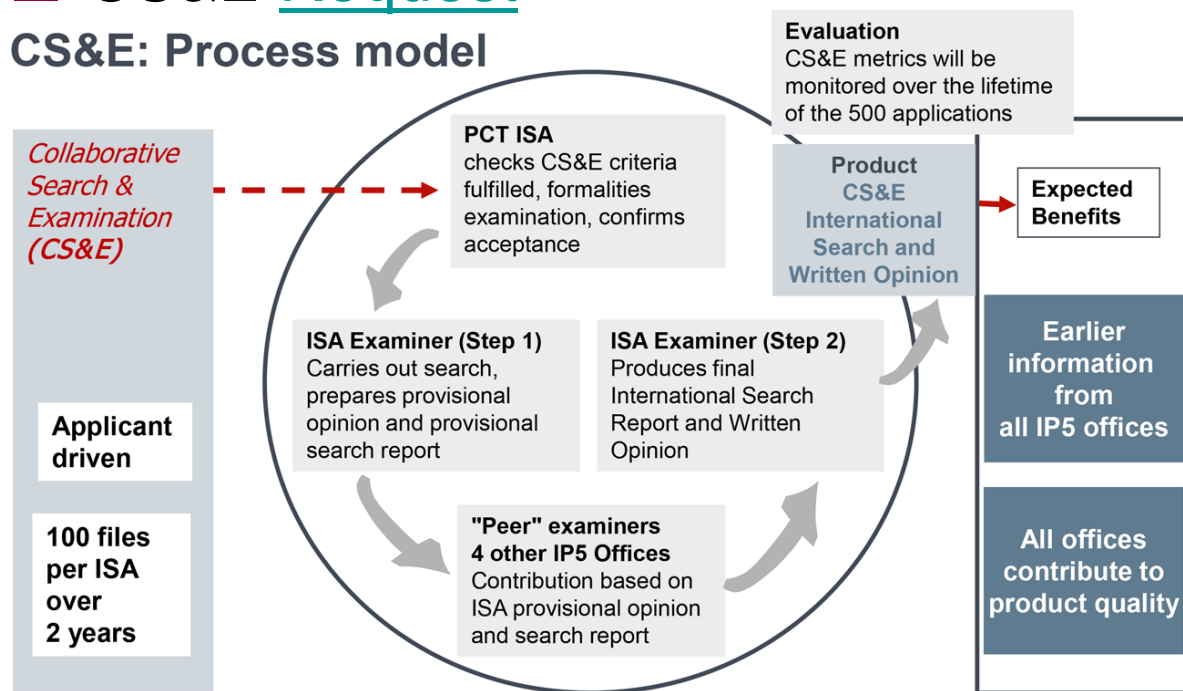 CS&E Request
CS&E: Process model
Collaborative
Search &
Examination
(CS&E)
Applicant
driven
100 files
per ISA
over
2 years
PCT ISA
checks CS&E criteria
fulfilled, formalities
examination, confirms
acceptance
ISA Examiner (Step 1)
Carries out search,
prepares provisional
opinion and provisional
search report
"Peer" examiners
4 other IP5 Offices
Contribution based on
ISA provisional opinion
and search report
ISA Examiner (Step 2)
Produces final
International Search
Report and Written
Opinion
Evaluation
CS&E metrics will be
monitored over the lifetime
of the 500 applications
Product
CS&E
International
Search and
Written Opinion
Expected
Benefits
Earlier
information
from
all IP5 offices
All offices
contribute to
product quality